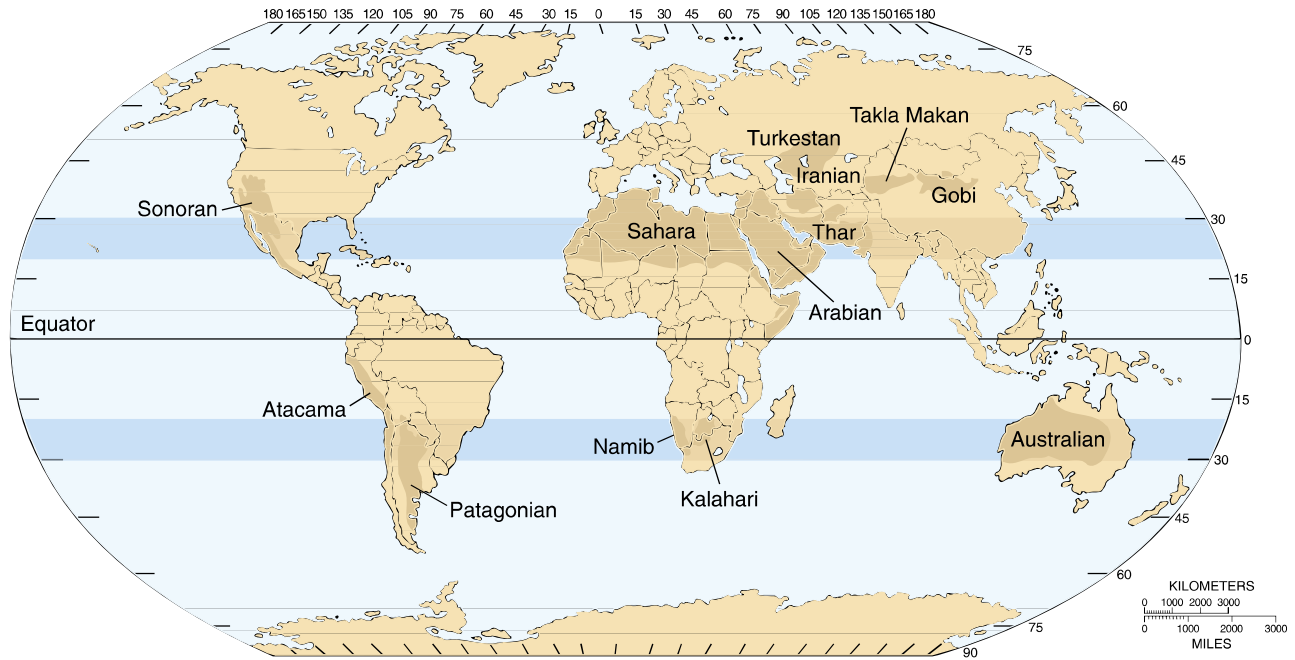 180 165 150 135 120 105 90 75 60 45 30 15 0 15 30 45 60 75 90 105 120 135 150 165 180
75
60
Takla Makan
Turkestan
45
Iranian
Gobi
Sonoran
30
Sahara
Thar
15
Arabian
Equator
0
15
Atacama
Australian
Namib
30
Kalahari
Patagonian
45
60
KILOMETERS
0 1000 2000 3000
0 1000 2000 3000
MILES
75
90